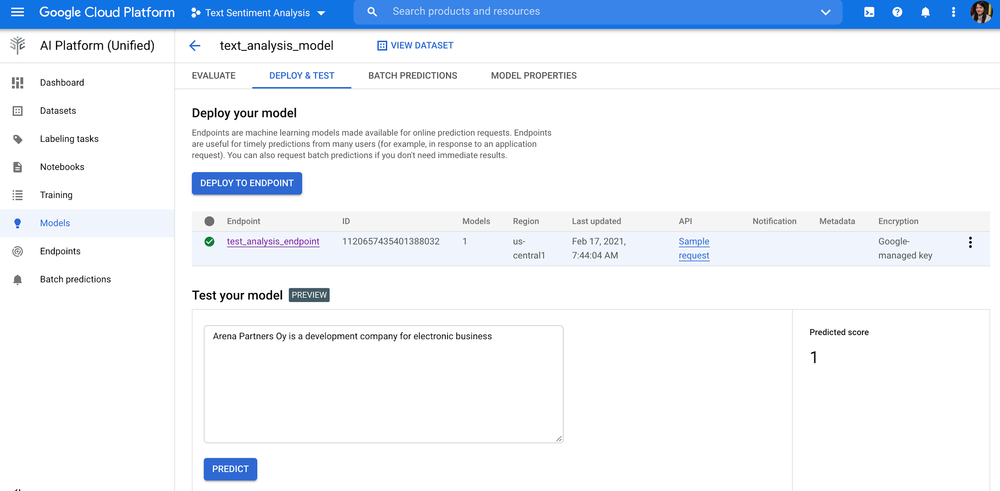 Google Cloud Platform
Text Sentiment Analysis
Search products and resources
AI Platform (Unified)
text_analysis_model
VIEW DATASET
Dashboard
Datasets
Labeling tasks
Notebooks
Training
Models
Endpoints
Batch predictions
EVALUATE
DEPLOY & TEST
BATCH PREDICTIONS
MODEL PROPERTIES
Deploy your model
Endpoints are machine learning models made available for online prediction requests. Endpoints
are useful for timely predictions from many users (for example, in response to an application
request). You can also request batch predictions if you don't need immediate results.
DEPLOY TO ENDPOINT
Endpoint ID Models Region Last updated API Notification Metadata Encryption
test_analysis_endpoint 1120657435401388032 1 us- Feb 17, 2021, Sample Google-
central1 7:44:04 AM request managed key
Test your model PREVIEW
Arena Partners Oy is a development company for electronic business
PREDICT
Predicted score
1